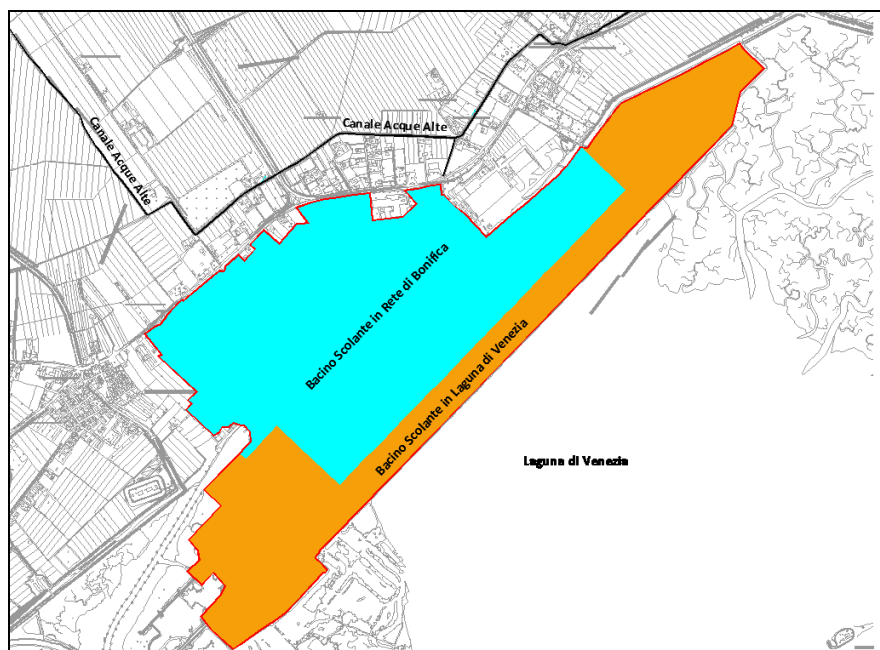 Canale Acque Alte
Canale Acque Alte
Bacino Scolante in Rete di Bonifica
Bacino Scolante in Laguna di Venezia
Laguna di Venezia